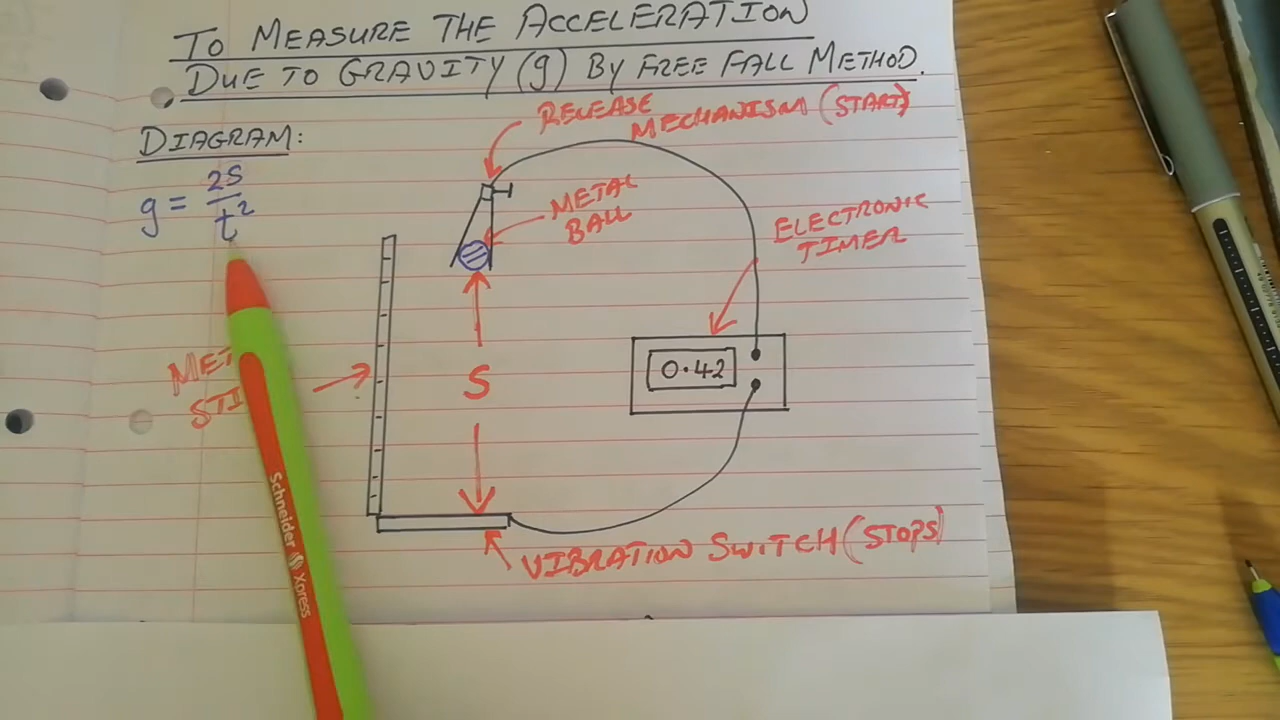 TO MEASURE THE ACCELERATION
DUE TO GRAVITY (g) BY FREE FALL METHOD.
DIAGRAM:
g = 2s / t²
RELEASE
MECHANISM (START)
METAL
BALL
ELECTRONIC
TIMER
0.42
S
VIBRATION SWITCH (STOPS)
Schneider Xpress